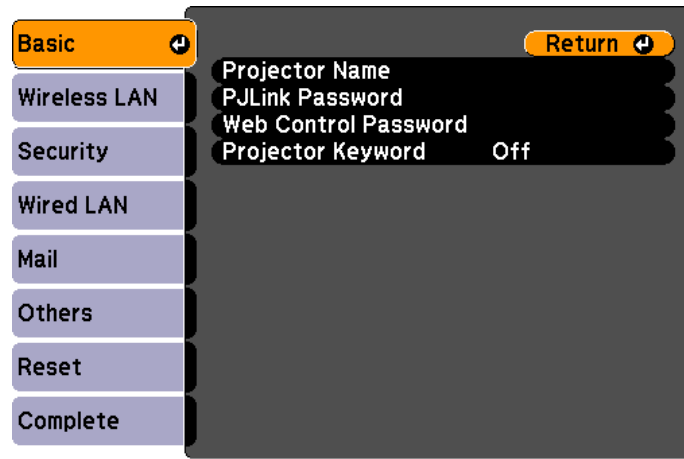 Basic
Wireless LAN
Security
Wired LAN
Mail
Others
Reset
Complete
Return
Projector Name
PJLink Password
Web Control Password
Projector Keyword Off